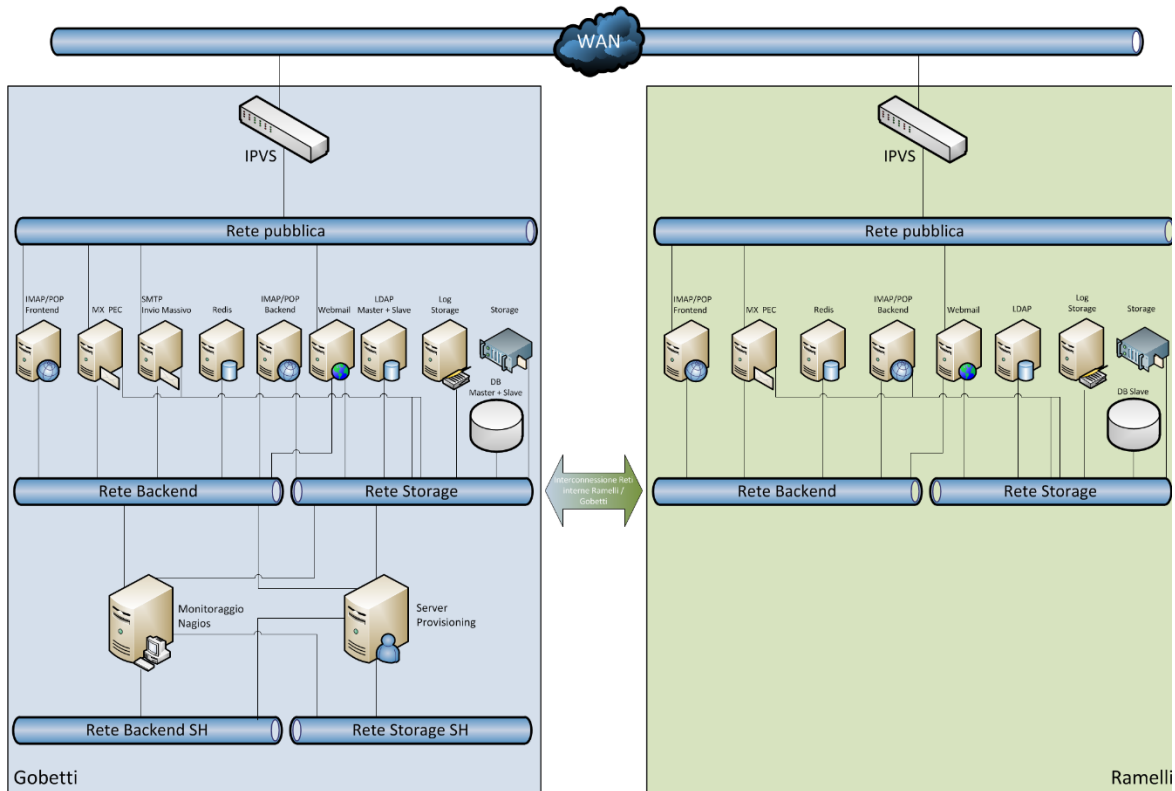 WAN
IPVS
Rete pubblica
IMAP/POP
Frontend
MX PEC
SMTP
Invio Massivo
Redis
IMAP/POP
Backend
Webmail
LDAP
Master + Slave
Log
Storage
Storage
DB
Master + Slave
Rete Backend
Rete Storage
Monitoraggio
Nagios
Server
Provisioning
Rete Backend SH
Rete Storage SH
Gobetti
Interconnessione Reti
interne Ramelli /
Gobetti
IPVS
Rete pubblica
IMAP/POP
Frontend
MX PEC
Redis
IMAP/POP
Backend
Webmail
LDAP
Log
Storage
Storage
DB Slave
Rete Backend
Rete Storage
Ramelli